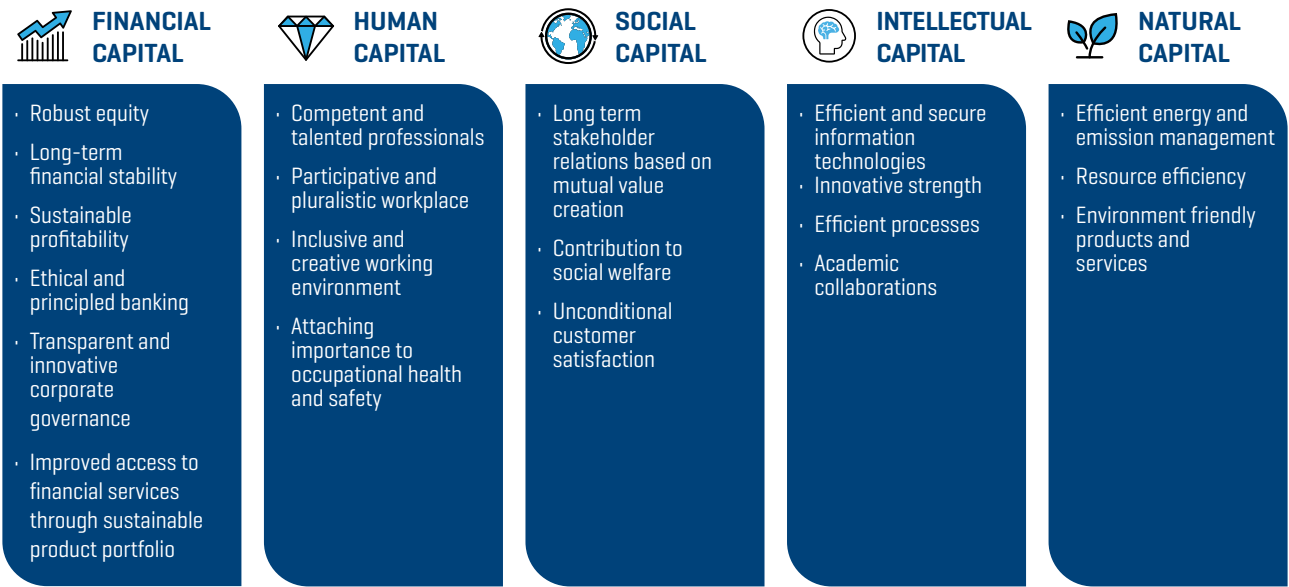 FINANCIAL
CAPITAL
· Robust equity
· Long-term
financial stability
· Sustainable
profitability
· Ethical and
principled banking
· Transparent and
innovative
corporate
governance
· Improved access to
financial services
through sustainable
product portfolio
HUMAN
CAPITAL
· Competent and
talented professionals
· Participative and
pluralistic workplace
· Inclusive and
creative working
environment
· Attaching
importance to
occupational health
and safety
SOCIAL
CAPITAL
· Long term
stakeholder
relations based on
mutual value
creation
· Contribution to
social welfare
· Unconditional
customer
satisfaction
INTELLECTUAL
CAPITAL
· Efficient and secure
information
technologies
· Innovative strength
· Efficient processes
· Academic
collaborations
NATURAL
CAPITAL
· Efficient energy and
emission management
· Resource efficiency
· Environment friendly
products and
services